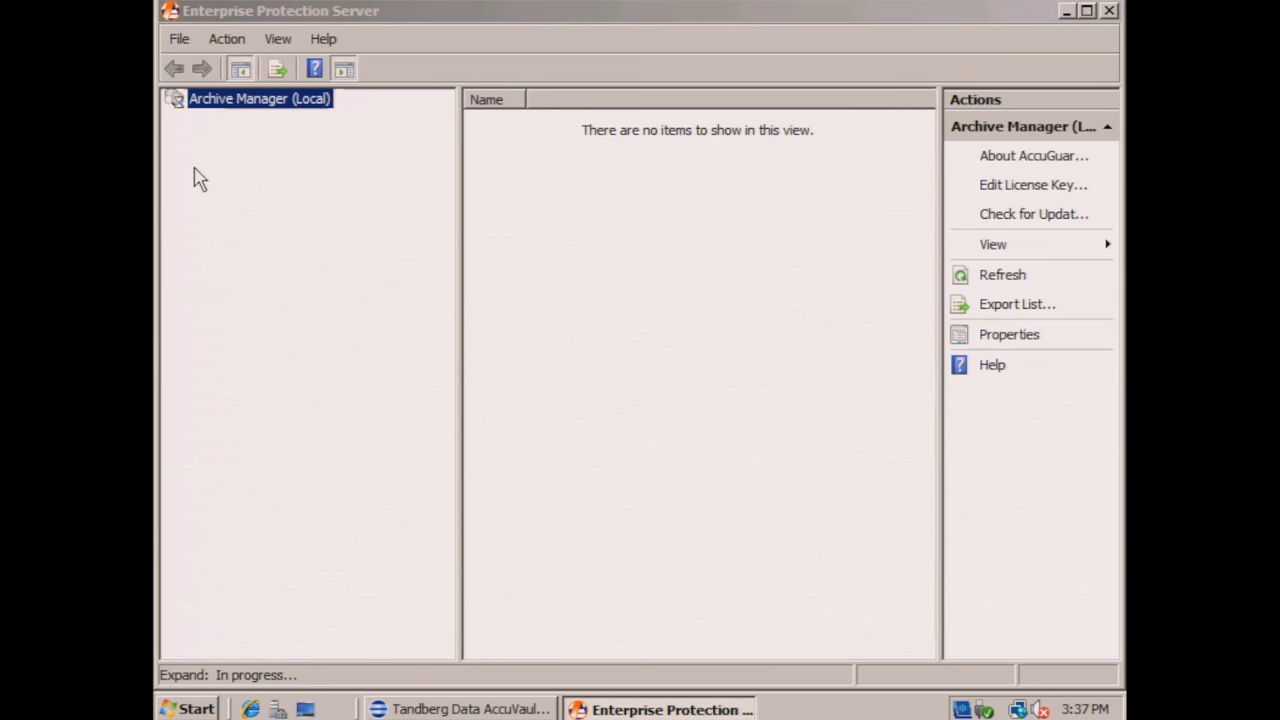 Enterprise Protection Server
File Action View Help
Archive Manager (Local)
Name
There are no items to show in this view.
Actions
Archive Manager (L...
About AccuGuar...
Edit License Key...
Check for Updat...
View
Refresh
Export List...
Properties
Help
Expand: In progress...
Start
Tandberg Data AccuVaul...
Enterprise Protection ...
3:37 PM